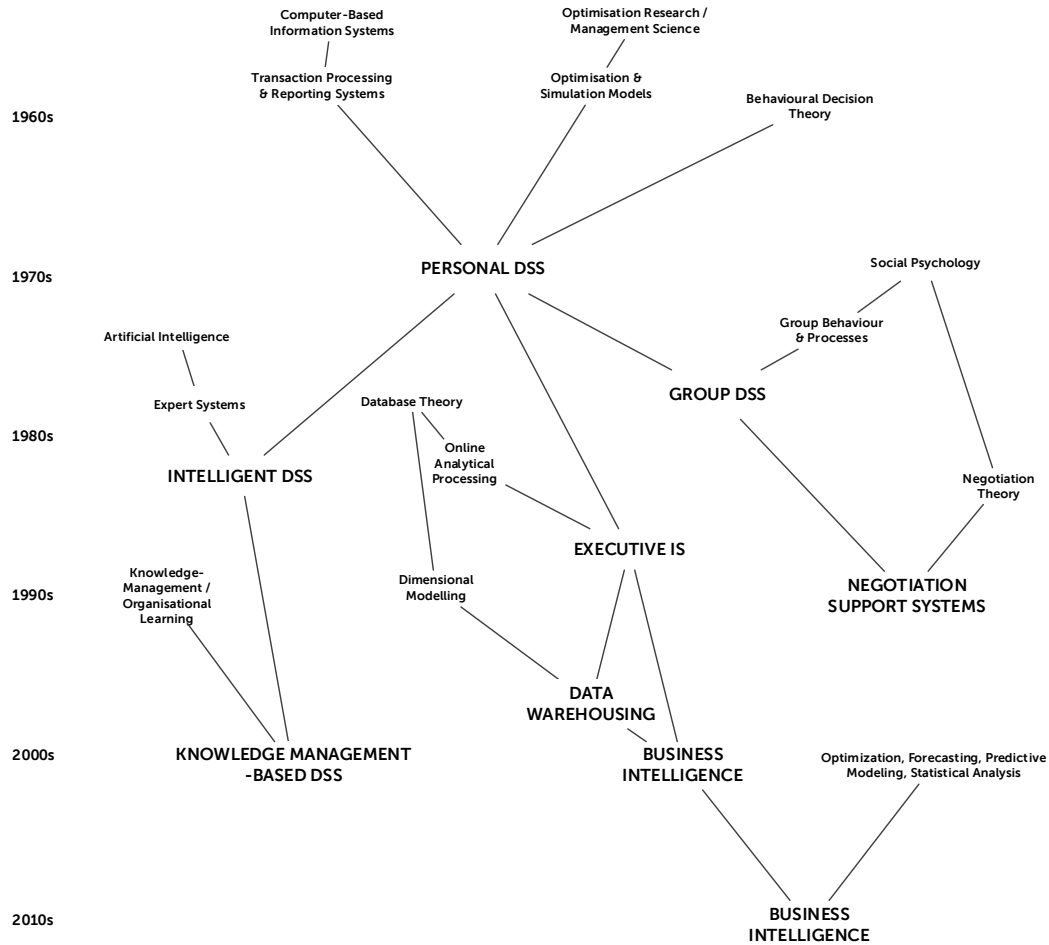 Computer-Based
Information Systems
Optimisation Research /
Management Science
Transaction Processing
& Reporting Systems
Optimisation &
Simulation Models
Behavioural Decision
Theory
1960s
PERSONAL DSS
Social Psychology
1970s
Group Behaviour
& Processes
Artificial Intelligence
GROUP DSS
Expert Systems
Database Theory
1980s
Online
Analytical
Processing
INTELLIGENT DSS
Negotiation
Theory
EXECUTIVE IS
Knowledge-
Management /
Organisational
Learning
Dimensional
Modelling
1990s
NEGOTIATION
SUPPORT SYSTEMS
DATA
WAREHOUSING
2000s
KNOWLEDGE MANAGEMENT
-BASED DSS
BUSINESS
INTELLIGENCE
Optimization, Forecasting, Predictive
Modeling, Statistical Analysis
2010s
BUSINESS
INTELLIGENCE